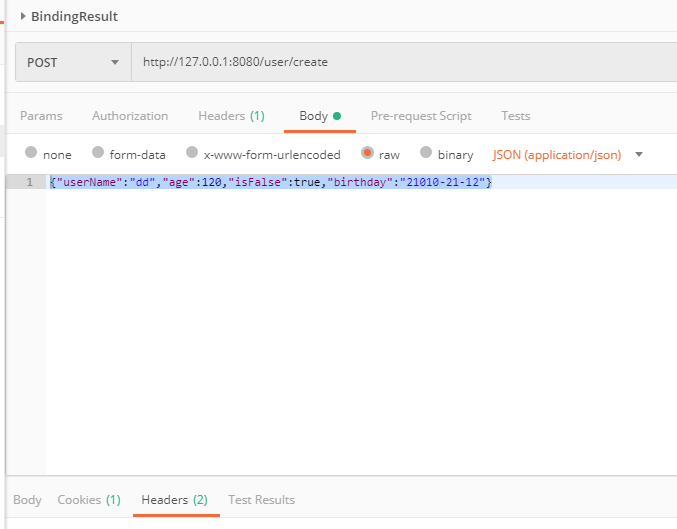 BindingResult
POST http://127.0.0.1:8080/user/create
Params Authorization Headers (1) Body Pre-request Script Tests
none form-data x-www-form-urlencoded raw binary JSON (application/json)
1 {"userName":"dd","age":120,"isFalse":true,"birthday":"21010-21-12"}
Body Cookies (1) Headers (2) Test Results